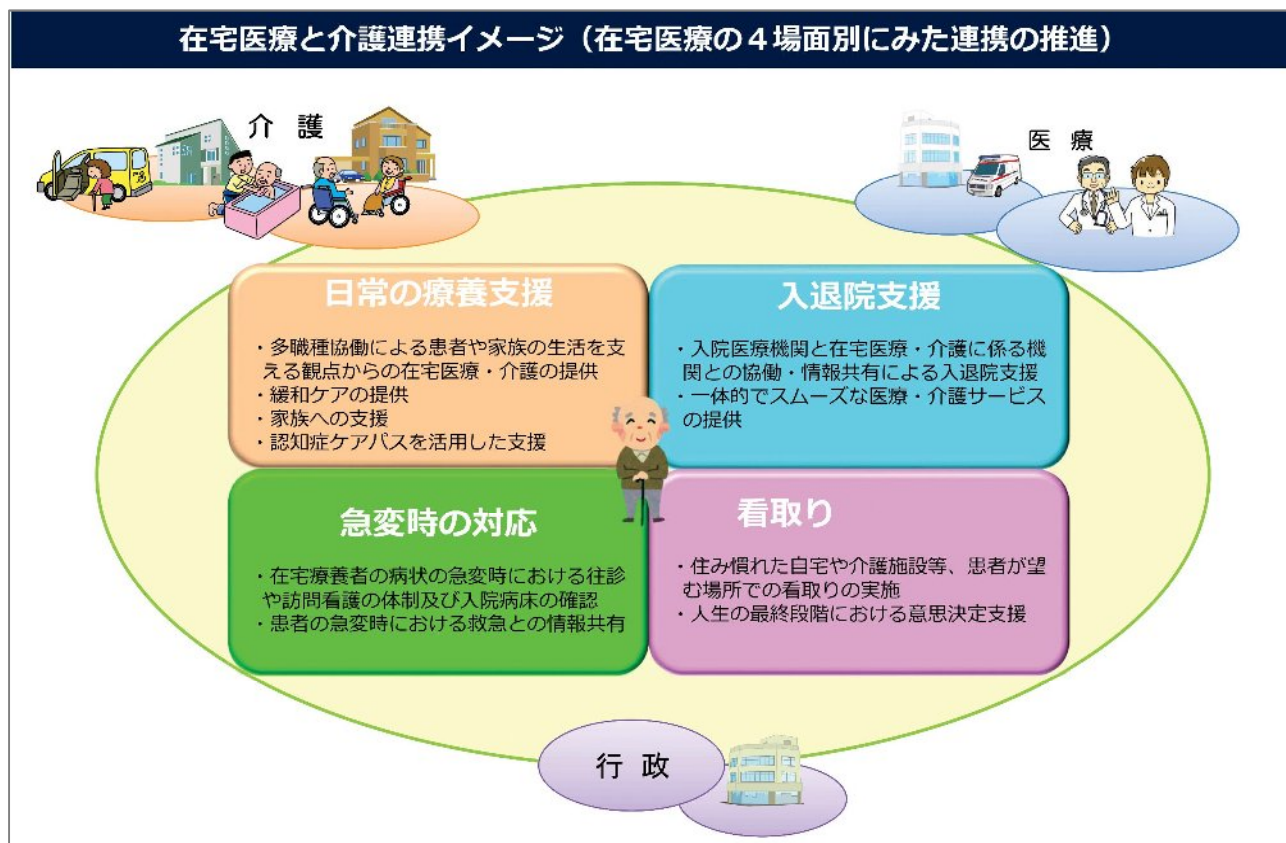 在宅医療と介護連携イメージ（在宅医療の４場面別にみた連携の推進）
介 護
医 療
日常の療養支援
・多職種協働による患者や家族の生活を支
える観点からの在宅医療・介護の提供
・緩和ケアの提供
・家族への支援
・認知症ケアパスを活用した支援
入退院支援
・入院医療機関と在宅医療・介護に係る機
関との協働・情報共有による入退院支援
・一体的でスムーズな医療・介護サービス
の提供
急変時の対応
・在宅療養者の病状の急変時における往診
や訪問看護の体制及び入院病床の確認
・患者の急変時における救急との情報共有
看取り
・住み慣れた自宅や介護施設等、患者が望
む場所での看取りの実施
・人生の最終段階における意思決定支援
行 政